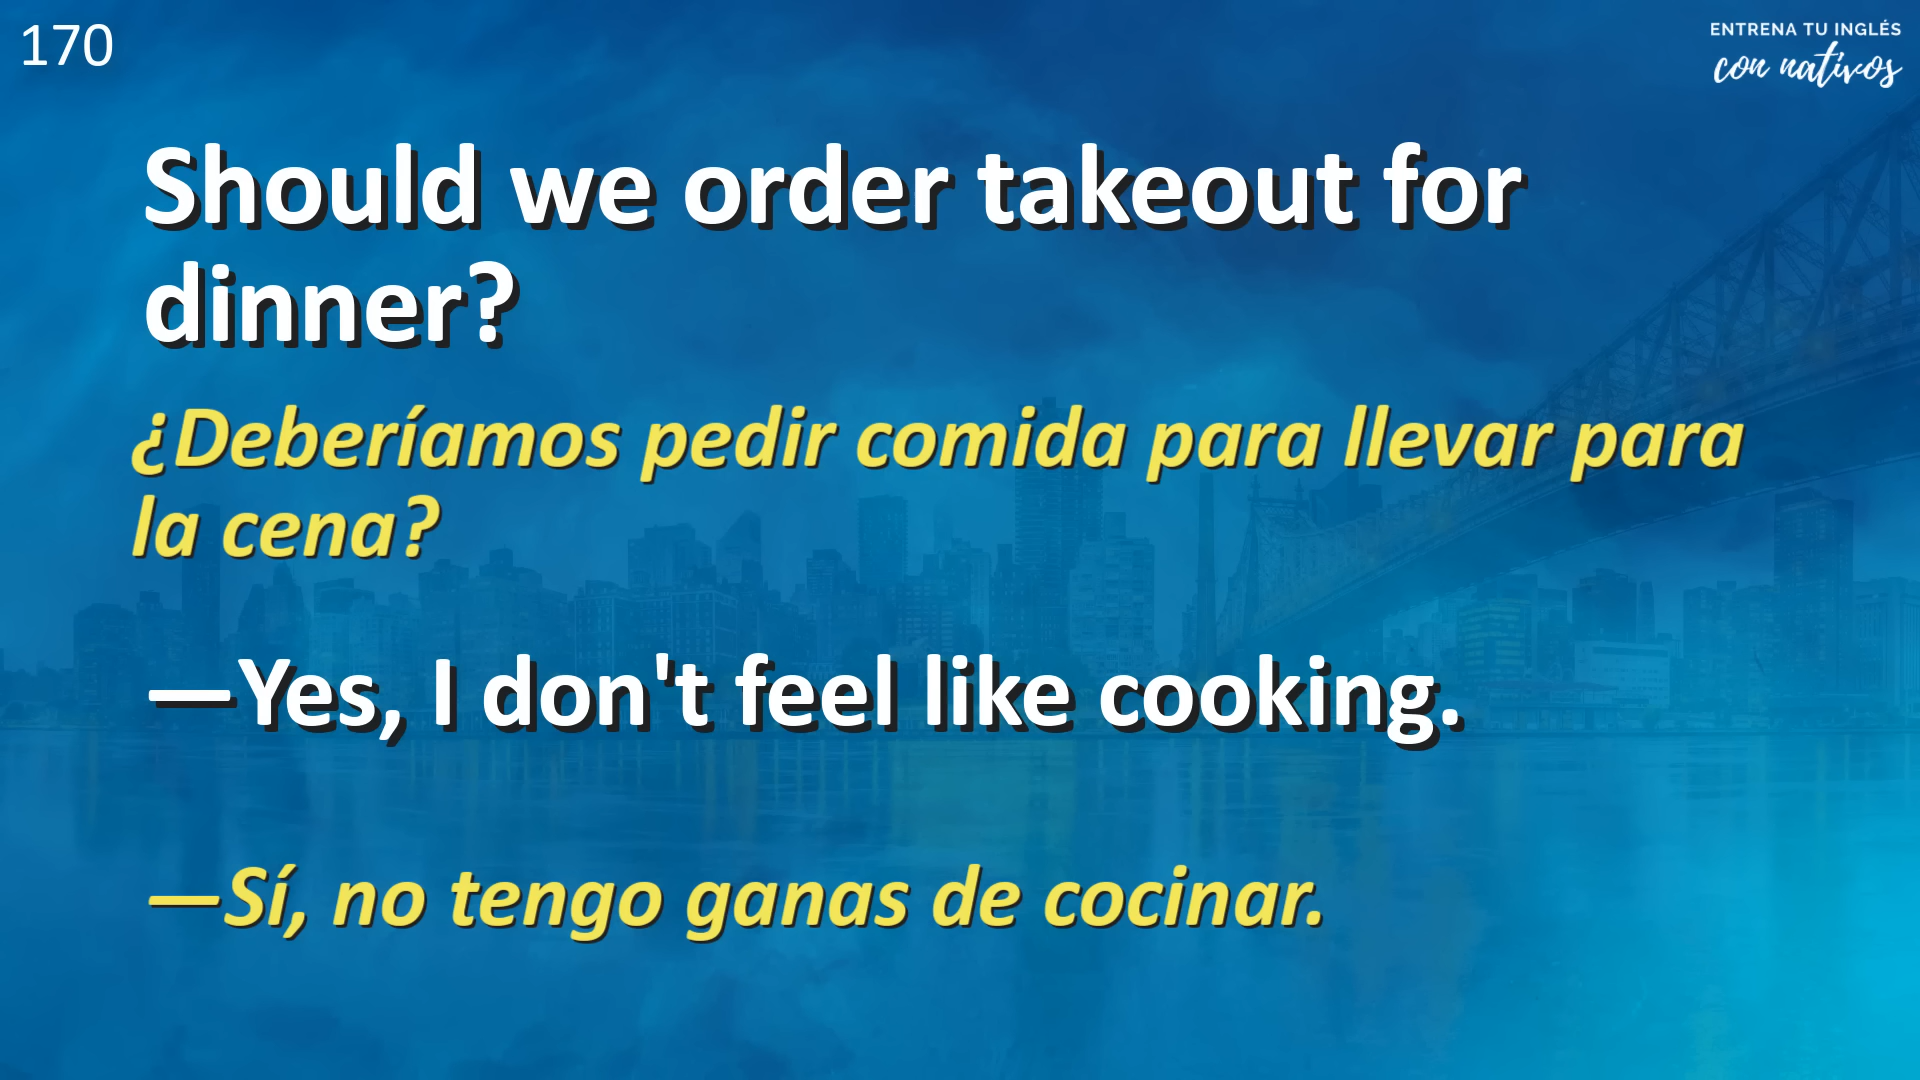 170
ENTRENA TU INGLÉS
con nativos
Should we order takeout for
dinner?
¿Deberíamos pedir comida para llevar para
la cena?
—Yes, I don't feel like cooking.
—Sí, no tengo ganas de cocinar.